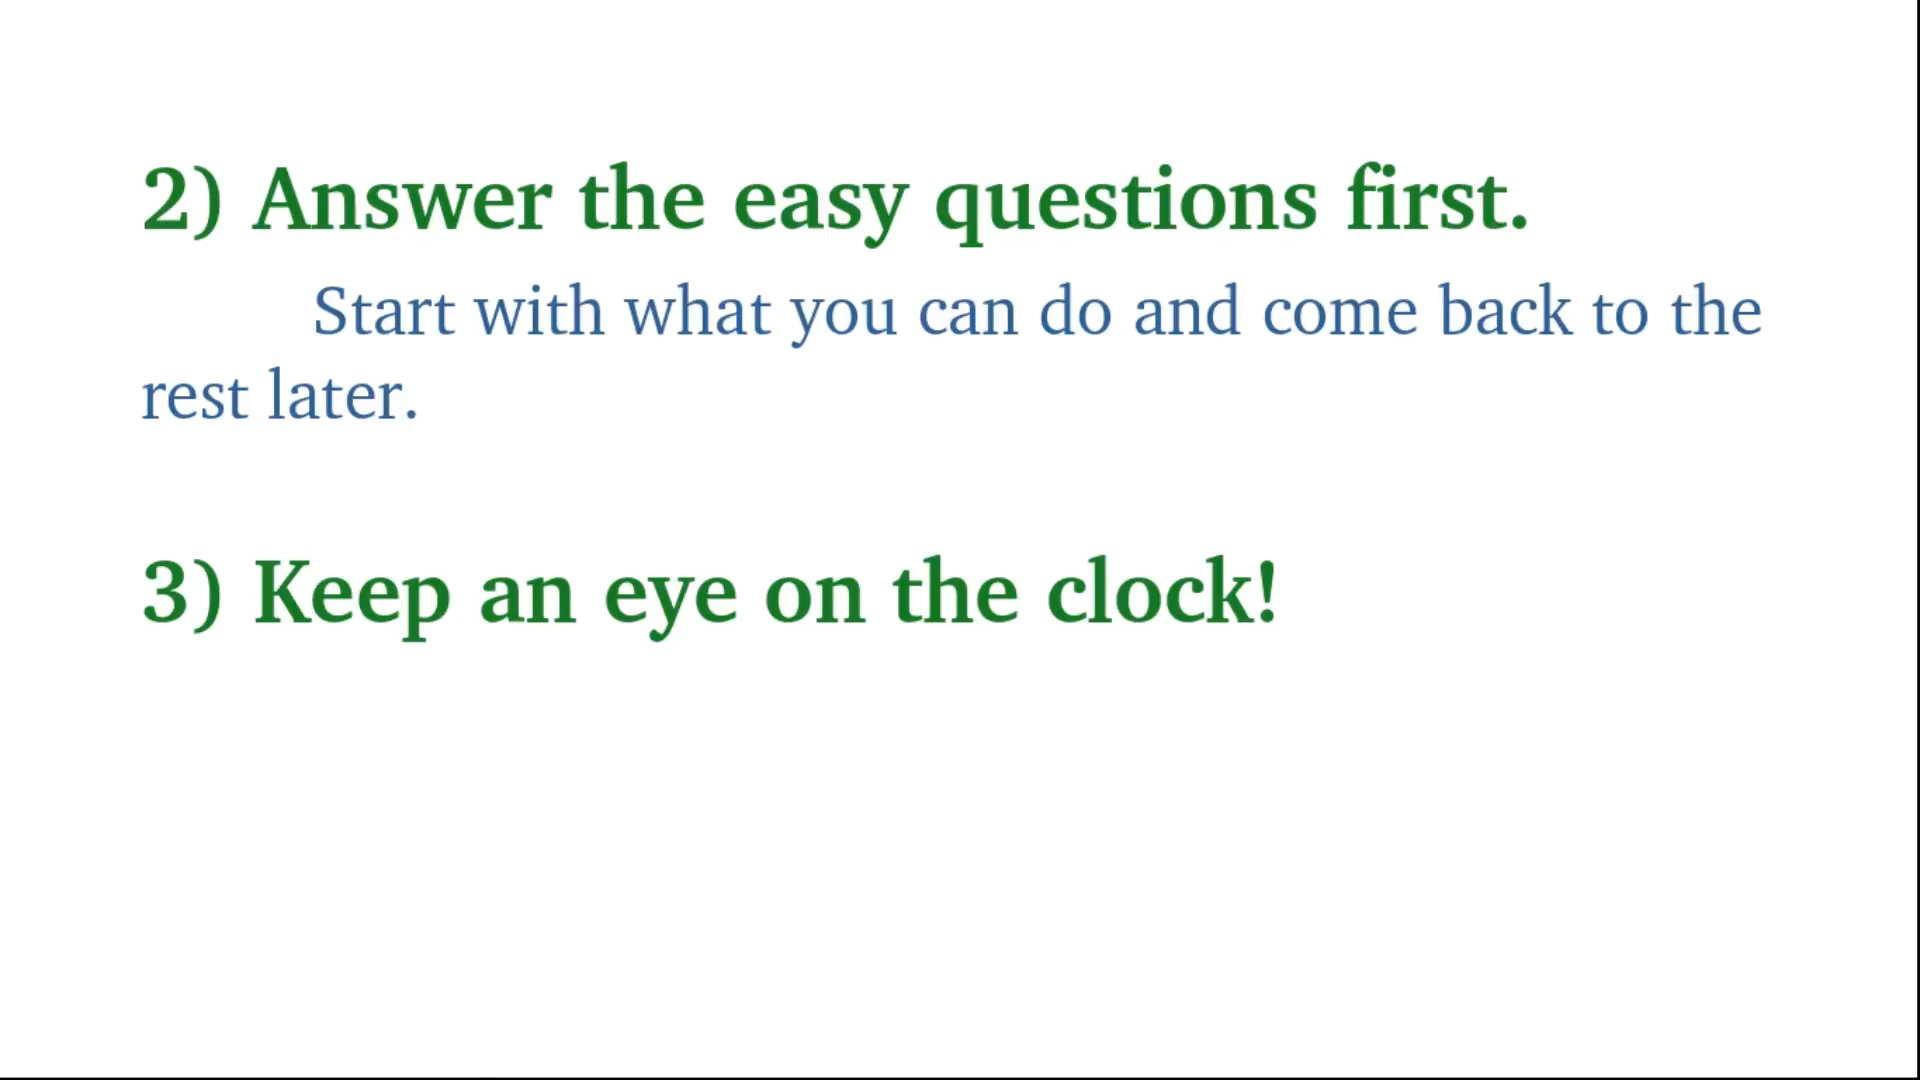 2) Answer the easy questions first.
Start with what you can do and come back to the
rest later.
3) Keep an eye on the clock!